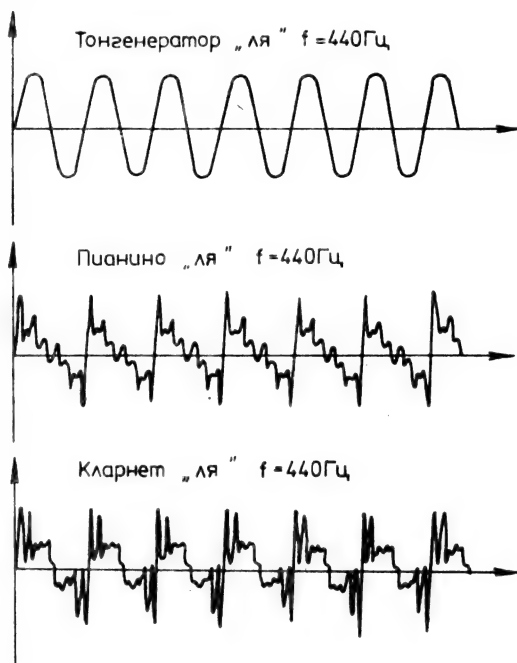 Тонгенератор „ля" f=440Гц
Пианино „ля" f=440Гц
Кларнет „ля" f=440Гц